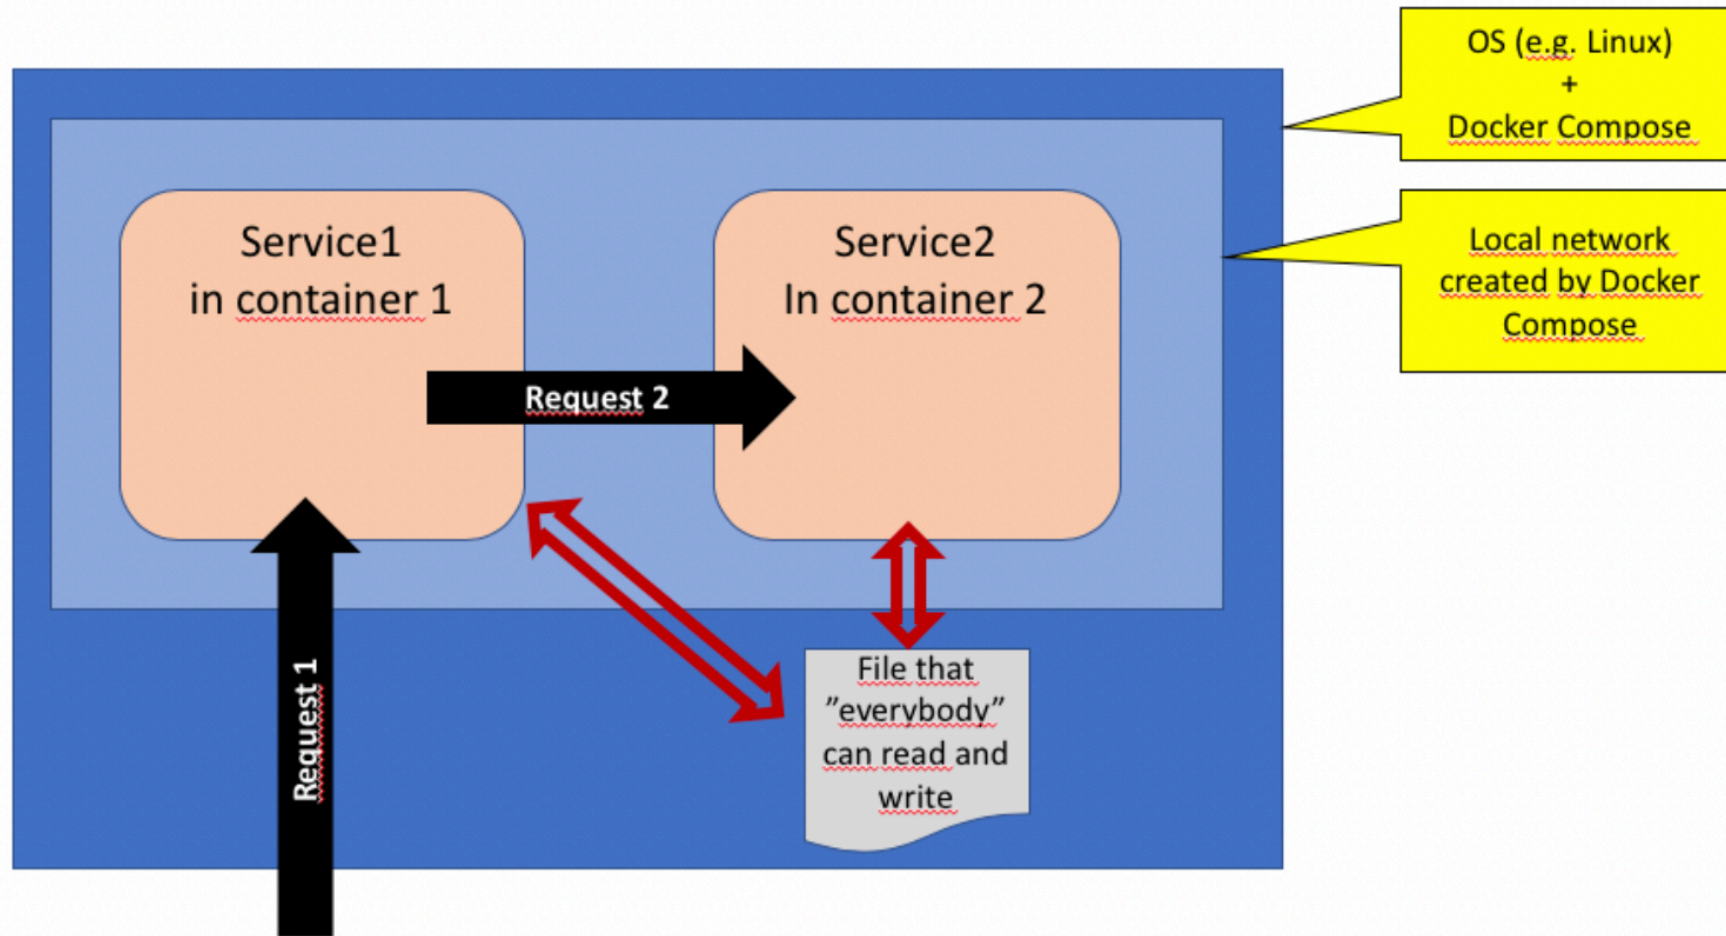 OS (e.g. Linux)
+
Docker Compose
Local network
created by Docker
Compose
Service1
in container 1
Service2
In container 2
Request 2
Request 1
File that
”everybody”
can read and
write